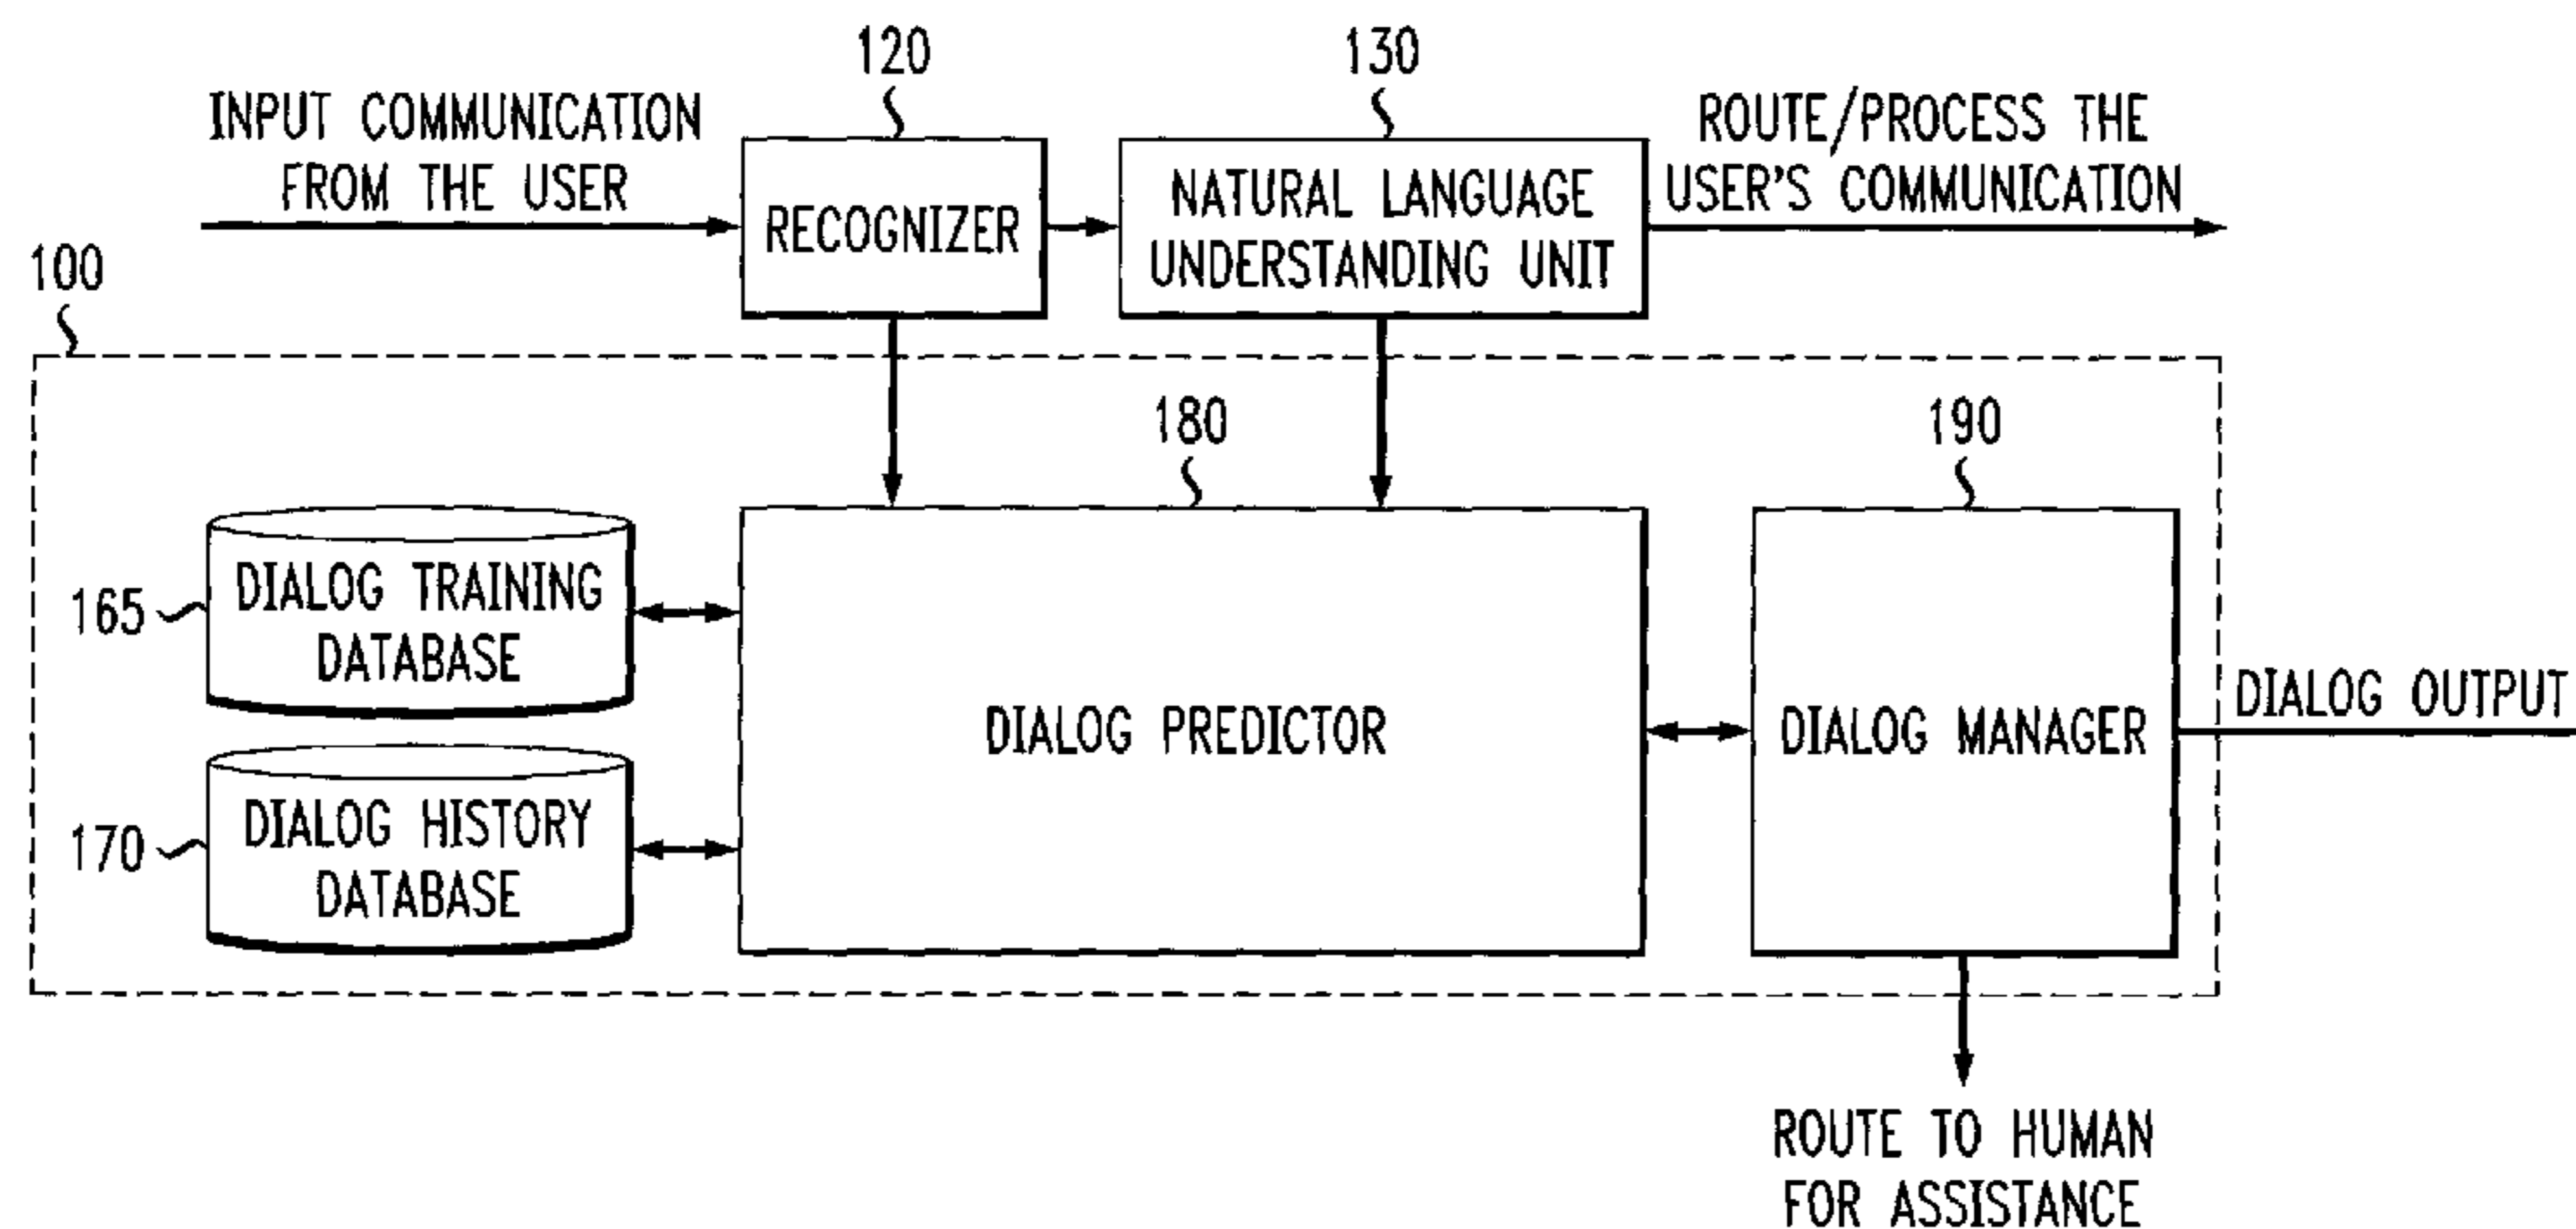 120
130
INPUT COMMUNICATION
FROM THE USER
RECOGNIZER
NATURAL LANGUAGE
UNDERSTANDING UNIT
ROUTE/PROCESS THE
USER'S COMMUNICATION
100
180
190
165
DIALOG TRAINING
DATABASE
170
DIALOG HISTORY
DATABASE
DIALOG PREDICTOR
DIALOG MANAGER
DIALOG OUTPUT
ROUTE TO HUMAN
FOR ASSISTANCE